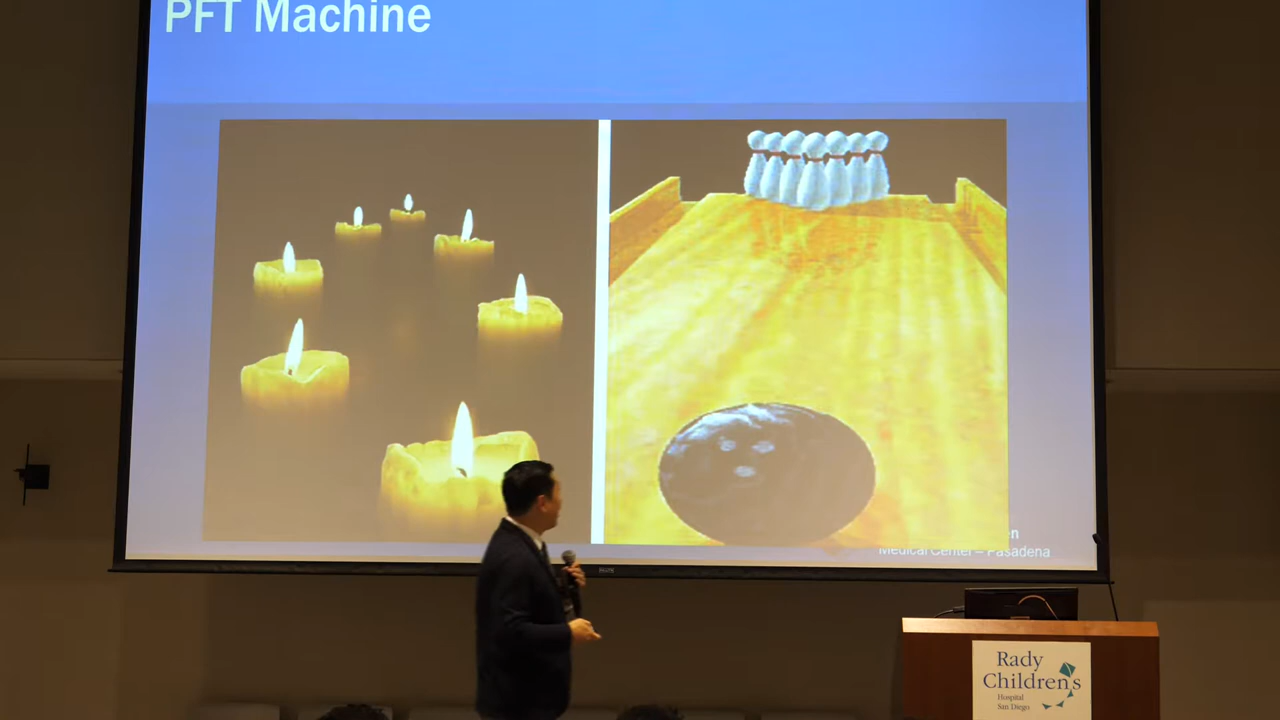 PFT Machine
Medical Center – Pasadena
Rady
Children's
Hospital
San Diego